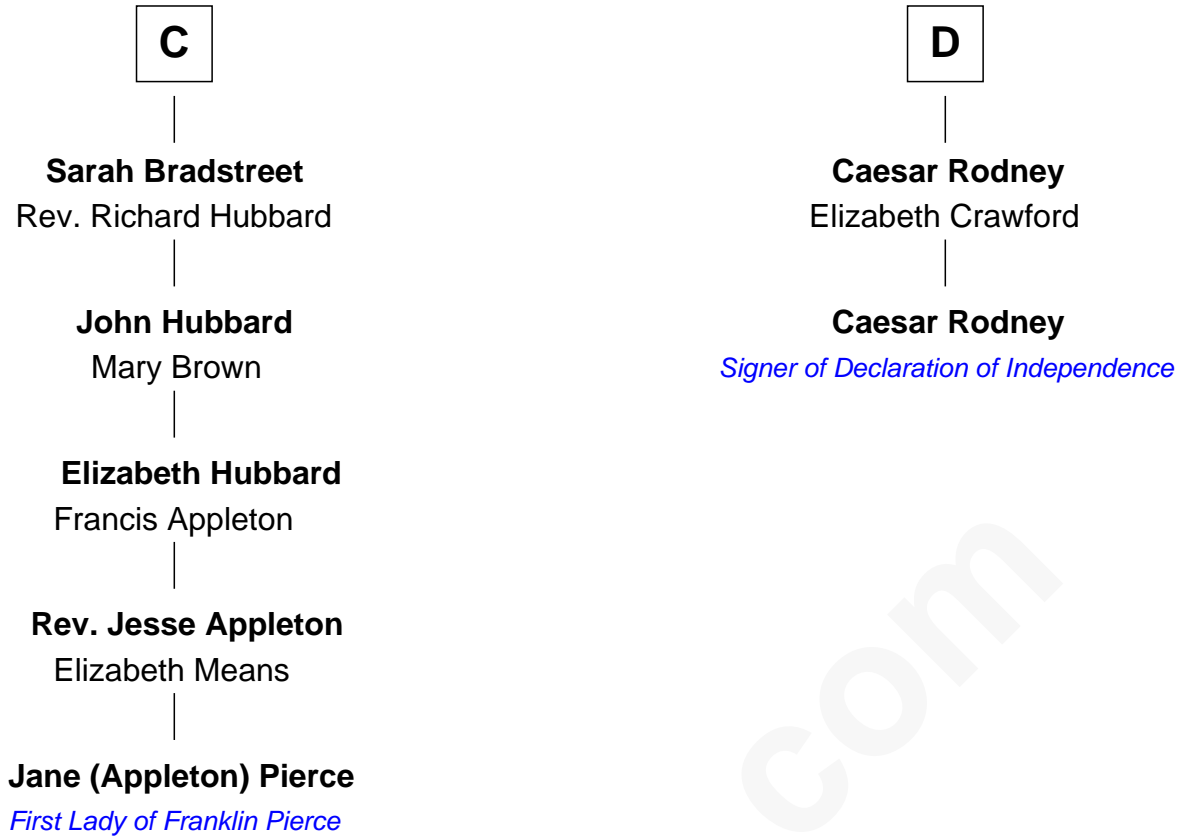 C
Sarah Bradstreet
Rev. Richard Hubbard
John Hubbard
Mary Brown
Elizabeth Hubbard
Francis Appleton
Rev. Jesse Appleton
Elizabeth Means
Jane (Appleton) Pierce
First Lady of Franklin Pierce
D
Caesar Rodney
Elizabeth Crawford
Caesar Rodney
Signer of Declaration of Independence
com